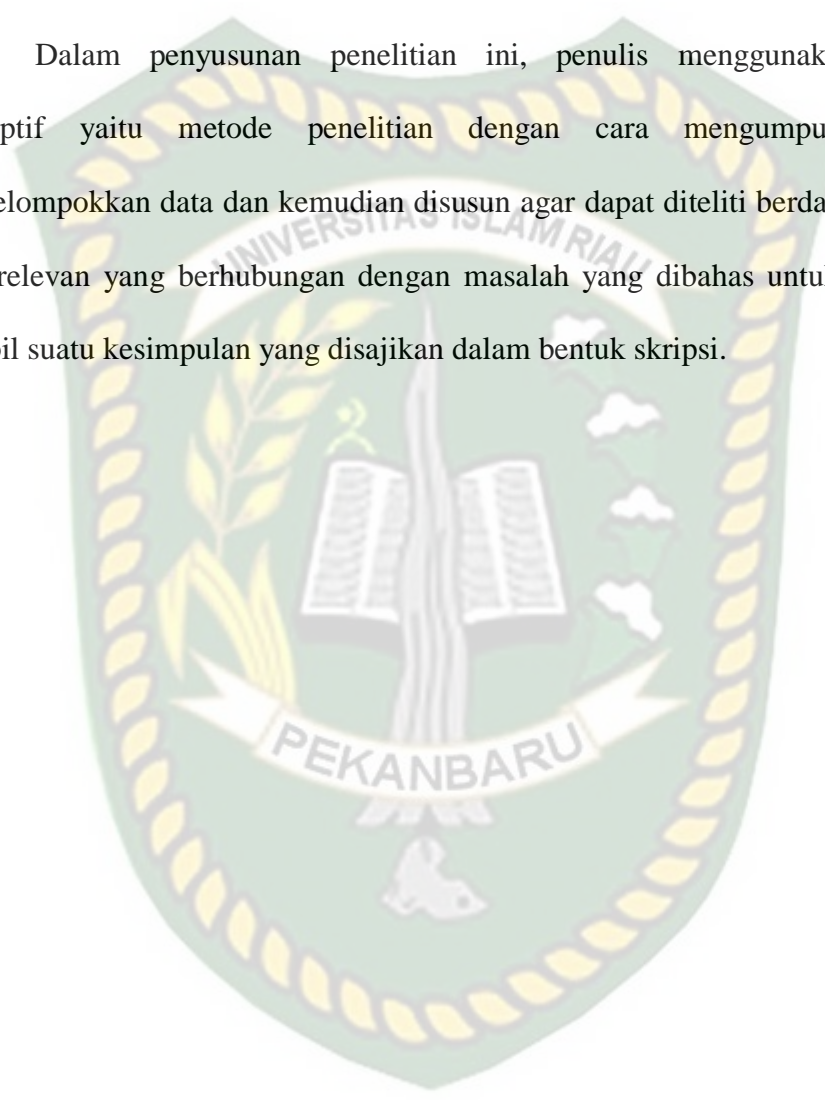 Dalam penyusunan penelitian ini, penulis menggunak
ptif yaitu metode penelitian dengan cara mengumpu
elompokkan data dan kemudian disusun agar dapat diteliti berda
relevan yang berhubungan dengan masalah yang dibahas untu
il suatu kesimpulan yang disajikan dalam bentuk skripsi.
UNIVERSITAS ISLAM RIAU
PEKANBARU